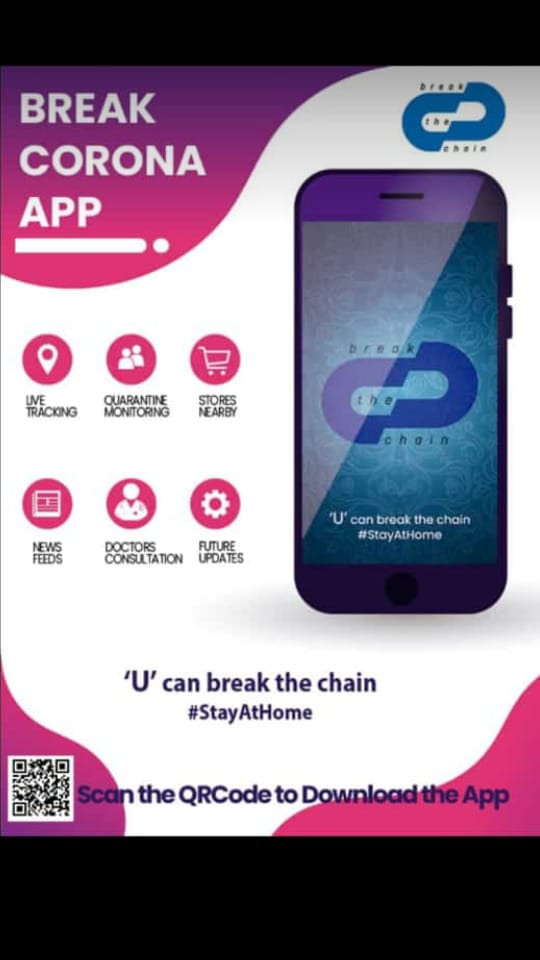 BREAK
CORONA
APP
break
the
chain
break
the
chain
'U' can break the chain
#StayAtHome
LIVE
TRACKING
QUARANTINE
MONITORING
STORES
NEARBY
NEWS
FEEDS
DOCTORS
CONSULTATION
FUTURE
UPDATES
'U' can break the chain
#StayAtHome
Scan the QRCode to Download the App